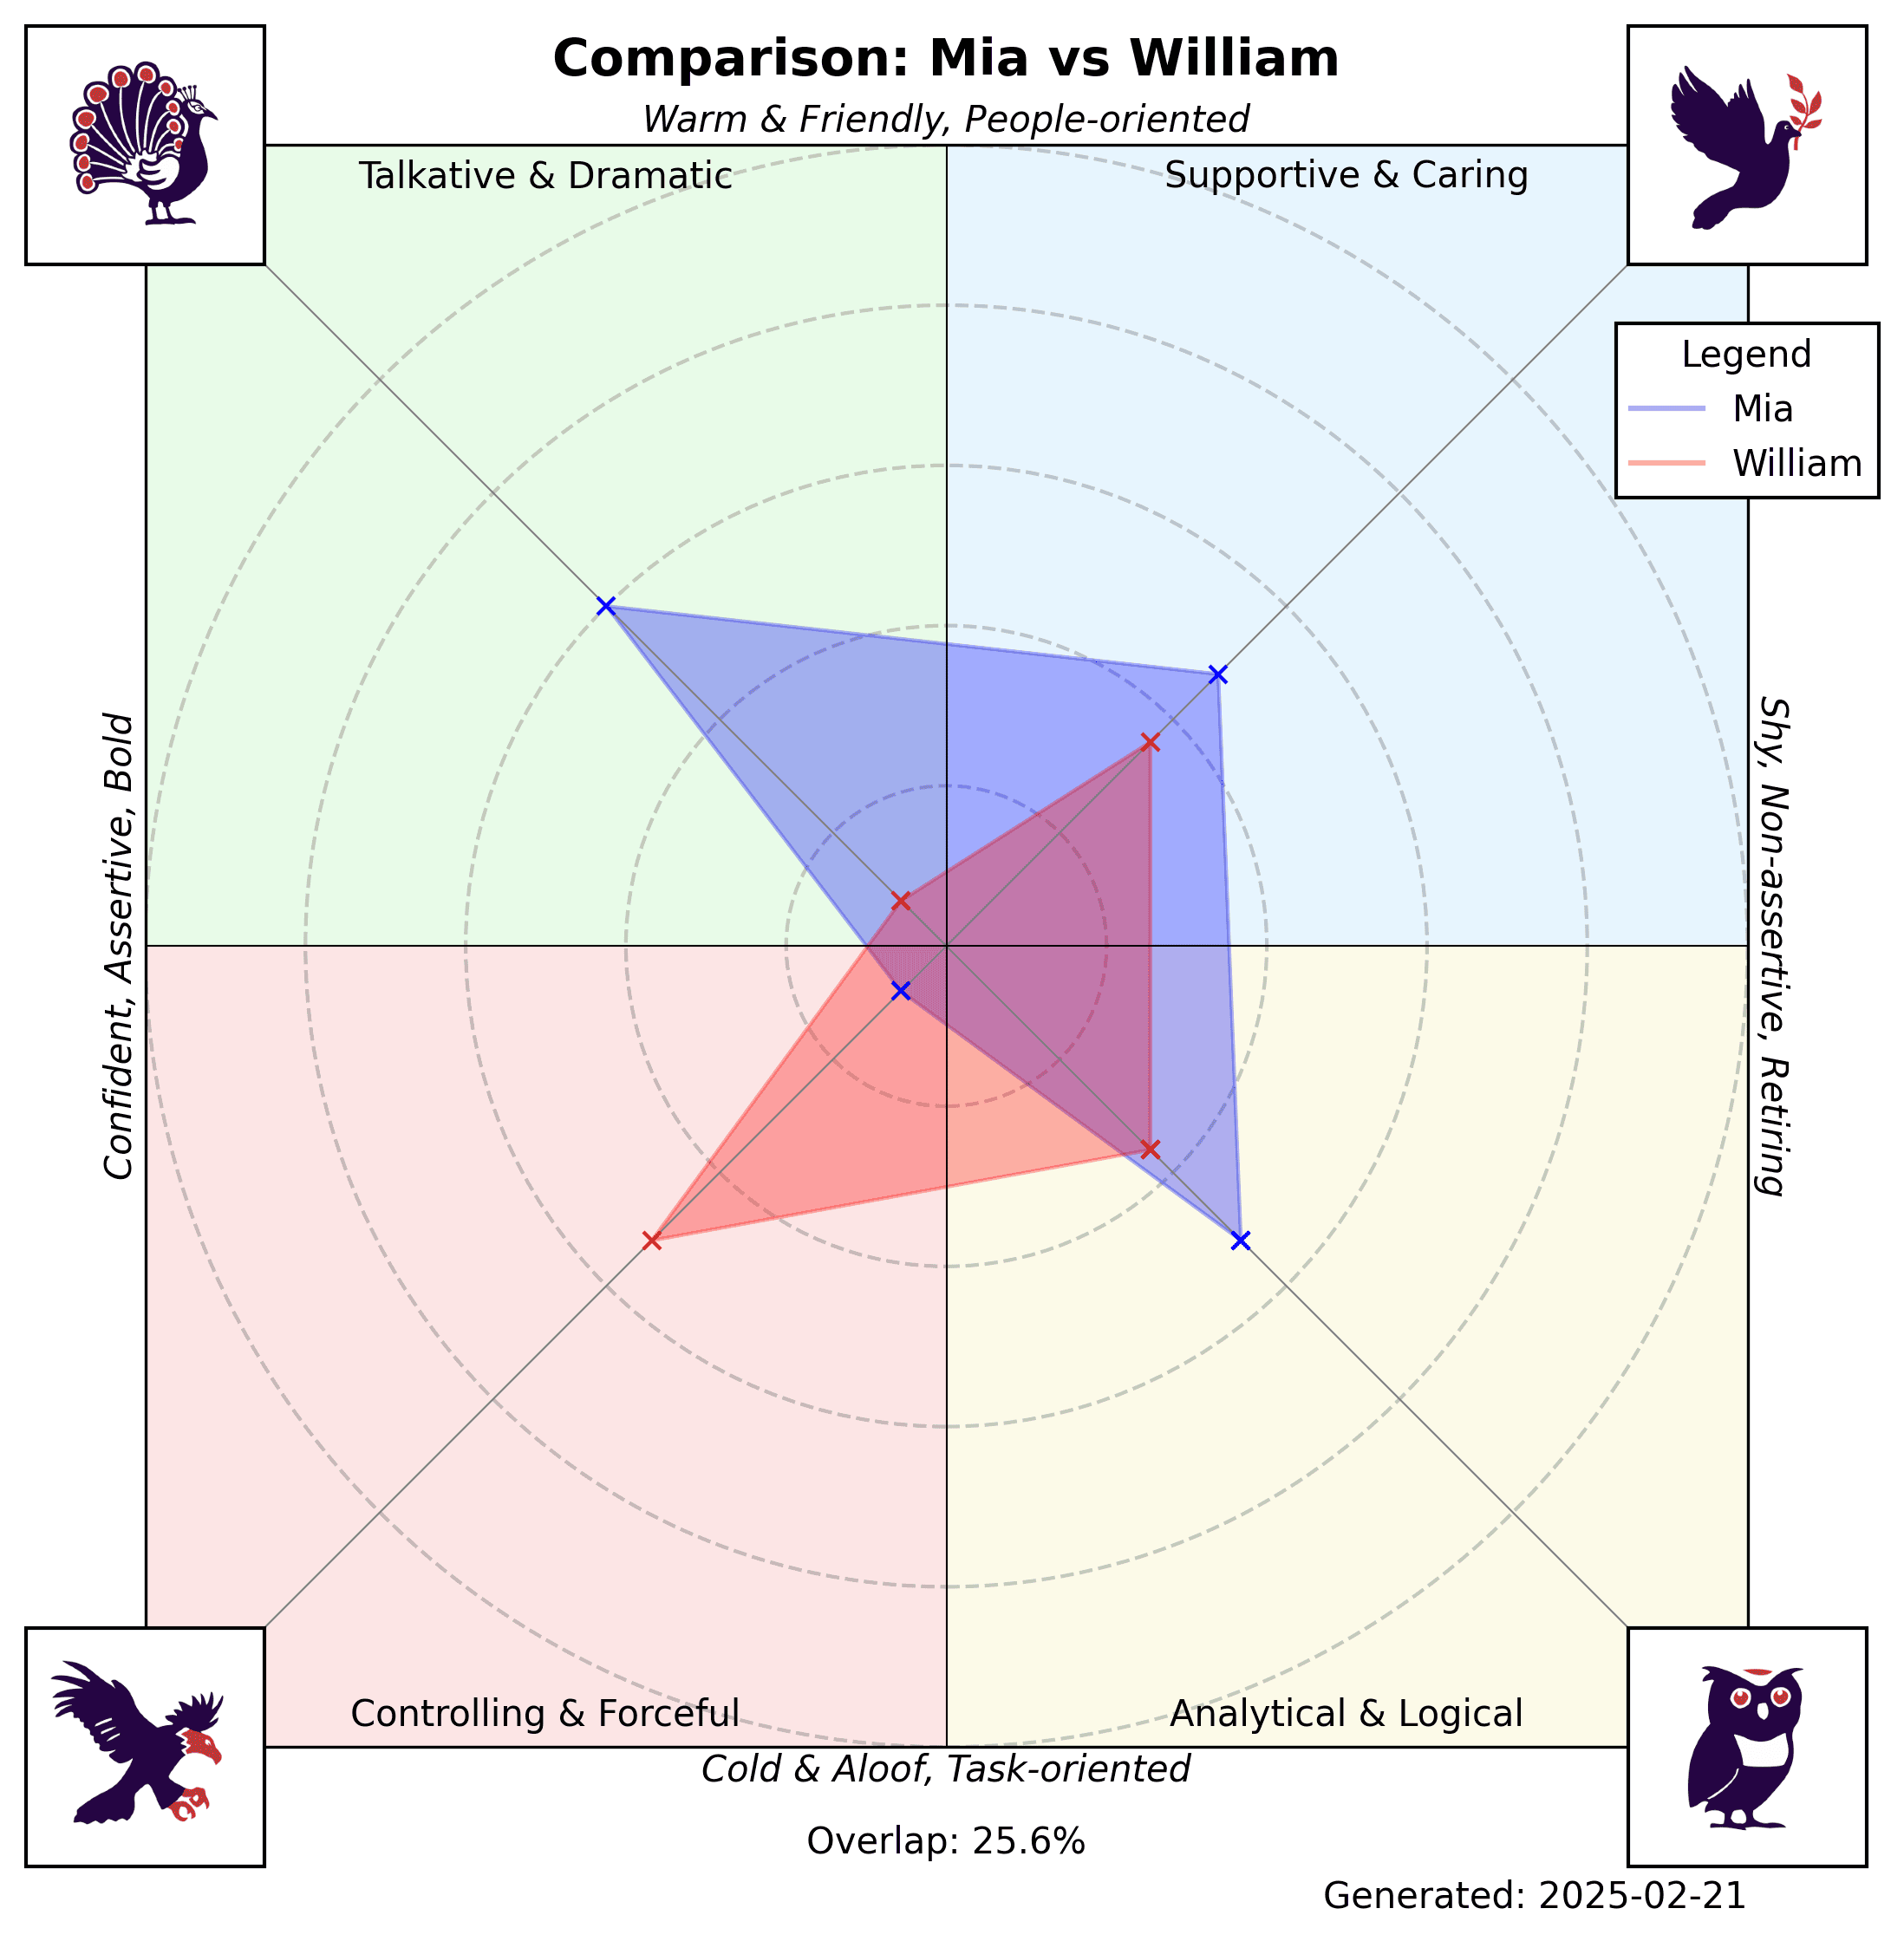 Comparison: Mia vs William
Warm & Friendly, People-oriented
Talkative & Dramatic
Supportive & Caring
Legend
Mia
William
Confident, Assertive, Bold
Shy, Non-assertive, Retiring
Controlling & Forceful
Analytical & Logical
Cold & Aloof, Task-oriented
Overlap: 25.6%
Generated: 2025-02-21